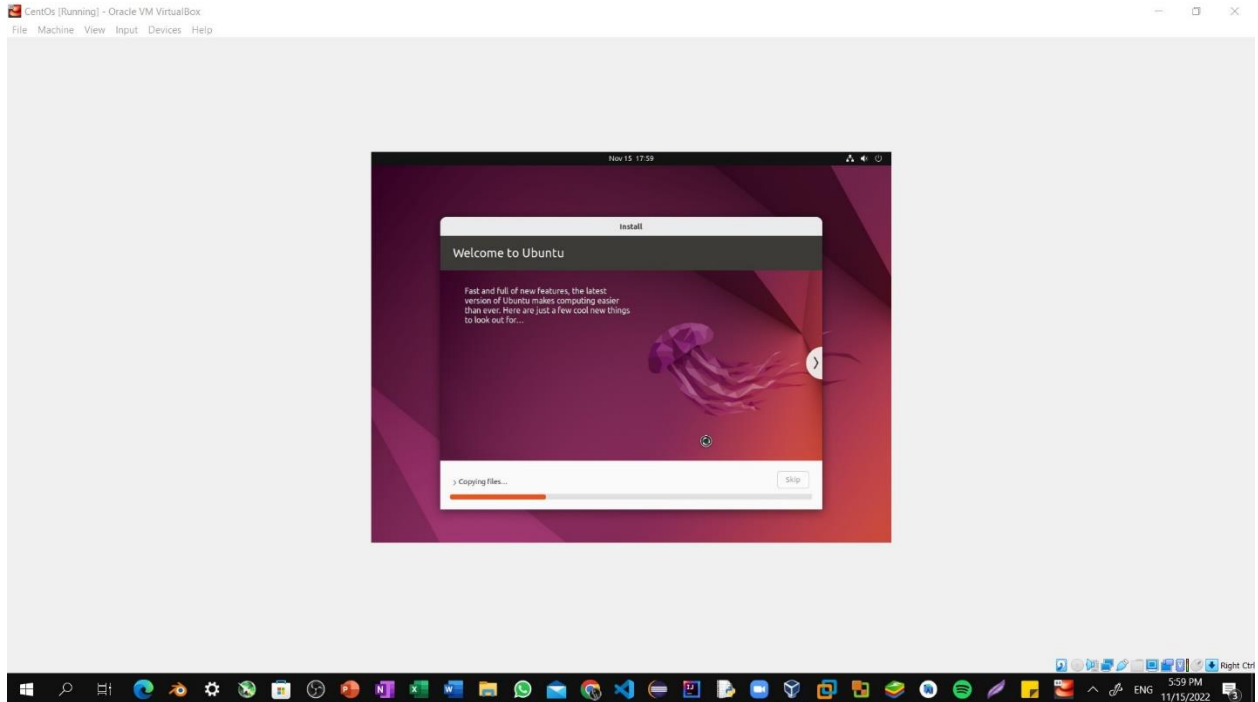 CentOs [Running] - Oracle VM VirtualBox
File Machine View Input Devices Help
Nov 15 17:59
Install
Welcome to Ubuntu
Fast and full of new features, the latest
version of Ubuntu makes computing easier
than ever. Here are just a few cool new things
to look out for...
> Copying files...
Skip
Right Ctrl
ENG
5:59 PM
11/15/2022